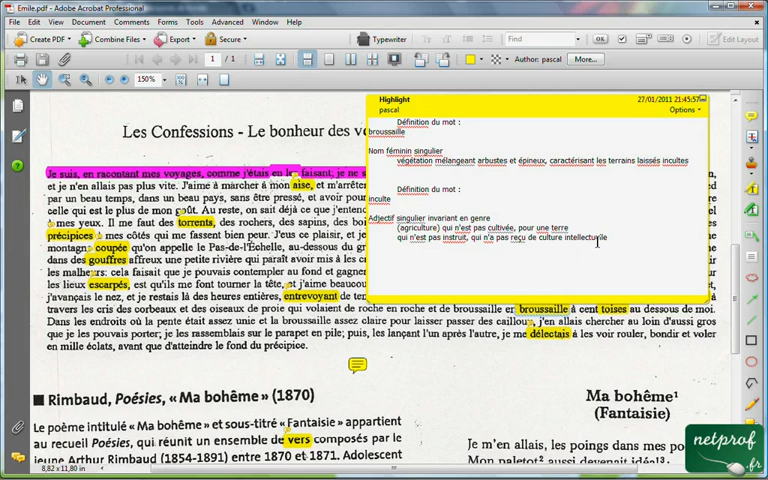 Emile.pdf - Adobe Acrobat Professional
File Edit View Document Comments Forms Tools Advanced Window Help
Create PDF Combine Files Export Secure Typewriter Find Edit Layout
1 / 1 Author: pascal More...
150%
Highlight 27/01/2011 21:45:57
pascal Options
Définition du mot :
broussaille
Nom féminin singulier
végétation mélangeant arbustes et épineux, caractérisant les terrains laissés incultes
Définition du mot :
inculte
Adjectif singulier invariant en genre
(agriculture) qui n'est pas cultivée, pour une terre
qui n'est pas instruit, qui n'a pas reçu de culture intellecturile
Les Confessions - Le bonheur des vo
Je suis, en racontant mes voyages, comme j'étais en les faisant; je ne s
et je n'allais pas plus vite. J'aime à marcher à mon aise, et m'arrête
par un beau temps, dans un beau pays, sans être pressé, et avoir pour
celle qui est le plus de mon goût. Au reste, on sait déjà ce que j'enten
mes yeux. Il me faut des torrents, des rochers, des sapins, des boi
précipices à mes côtés qui me fassent bien peur. J'eus ce plaisir, et j
montagne coupée qu'on appelle le Pas-de-l'Échelle, au-dessous du gr
dans des gouffres affreux une petite rivière qui paraît avoir mis à les c
les malheur: cela faisait que je pouvais contempler au fond et gagner
les lieux escarpés, est qu'ils me font tourner la tête, et j'aime beauco
j'avançais le nez, et je restais là des heures entières, entrevoyant de
travers les cris des corbeaux et des oiseaux de proie qui volaient de roche en roche et de broussaille en broussaille à cent toises au dessous de moi.
Dans les endroits où la pente était assez unie et la broussaille assez claire pour laisser passer des cailloux, j'en allais chercher au loin d'aussi gros
que je les pouvais porter; je les rassemblais sur le parapet en pile; puis, les lançant l'un après l'autre, je me délectais à les voir rouler, bondir et voler
en mille éclats, avant que d'atteindre le fond du précipice.
Rimbaud, Poésies, « Ma bohême » (1870)
Le poème intitulé « Ma bohême » et sous-titré « Fantaisie » appartient
au recueil Poésies, qui réunit un ensemble de vers composés par le
jeune Arthur Rimbaud (1854-1891) entre 1870 et 1871. Adolescent
Ma bohême¹
(Fantaisie)
Je m'en allais, les poings dans mes po
Mon paletot² aussi devenait idéal³;
8,82 x 11,80 in
netprof
.fr